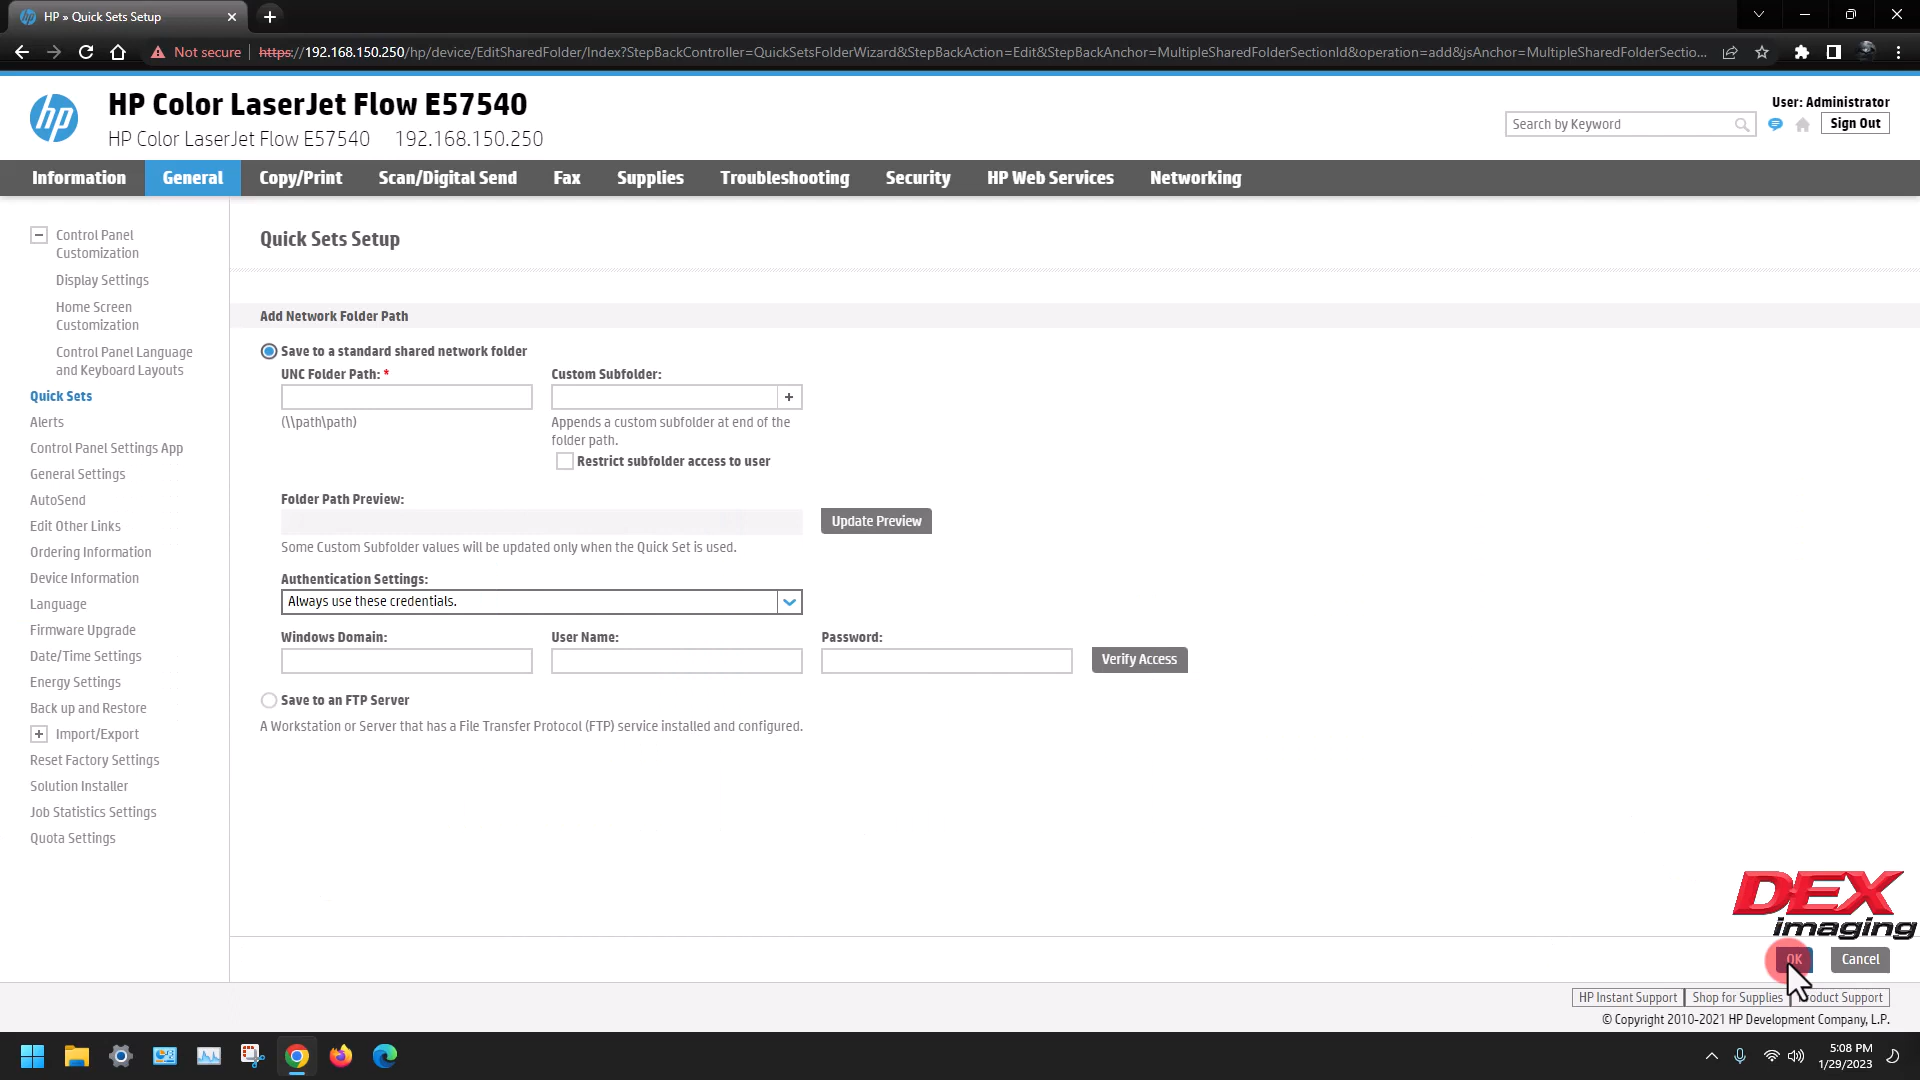 HP » Quick Sets Setup
Not secure
https://192.168.150.250/hp/device/EditSharedFolder/Index?StepBackController=QuickSetsFolderWizard&StepBackAction=Edit&StepBackAnchor=MultipleSharedFolderSectionId&operation=add&jsAnchor=MultipleSharedFolderSectio...
hp
HP Color LaserJet Flow E57540
HP Color LaserJet Flow E57540 192.168.150.250
User: Administrator
Search by Keyword
Sign Out
Information General Copy/Print Scan/Digital Send Fax Supplies Troubleshooting Security HP Web Services Networking
Control Panel
Customization
Display Settings
Home Screen
Customization
Control Panel Language
and Keyboard Layouts
Quick Sets
Alerts
Control Panel Settings App
General Settings
AutoSend
Edit Other Links
Ordering Information
Device Information
Language
Firmware Upgrade
Date/Time Settings
Energy Settings
Back up and Restore
Import/Export
Reset Factory Settings
Solution Installer
Job Statistics Settings
Quota Settings
Quick Sets Setup
Add Network Folder Path
Save to a standard shared network folder
UNC Folder Path: * Custom Subfolder:
(\\path\path)
Appends a custom subfolder at end of the
folder path.
Restrict subfolder access to user
Folder Path Preview:
Update Preview
Some Custom Subfolder values will be updated only when the Quick Set is used.
Authentication Settings:
Always use these credentials.
Windows Domain: User Name: Password:
Verify Access
Save to an FTP Server
A Workstation or Server that has a File Transfer Protocol (FTP) service installed and configured.
DEX
imaging
OK Cancel
HP Instant Support Shop for Supplies Product Support
© Copyright 2010-2021 HP Development Company, L.P.
5:08 PM
1/29/2023